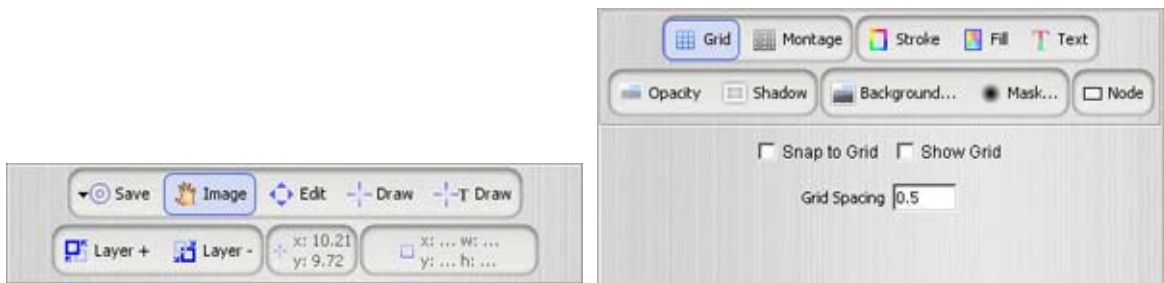 Save Image Edit Draw T Draw
Layer + Layer - x: 10.21 x: ... w: ...
y: 9.72 y: ... h: ...
Grid Montage Stroke Fill T Text
Opacity Shadow Background... Mask... Node
Snap to Grid Show Grid
Grid Spacing 0.5